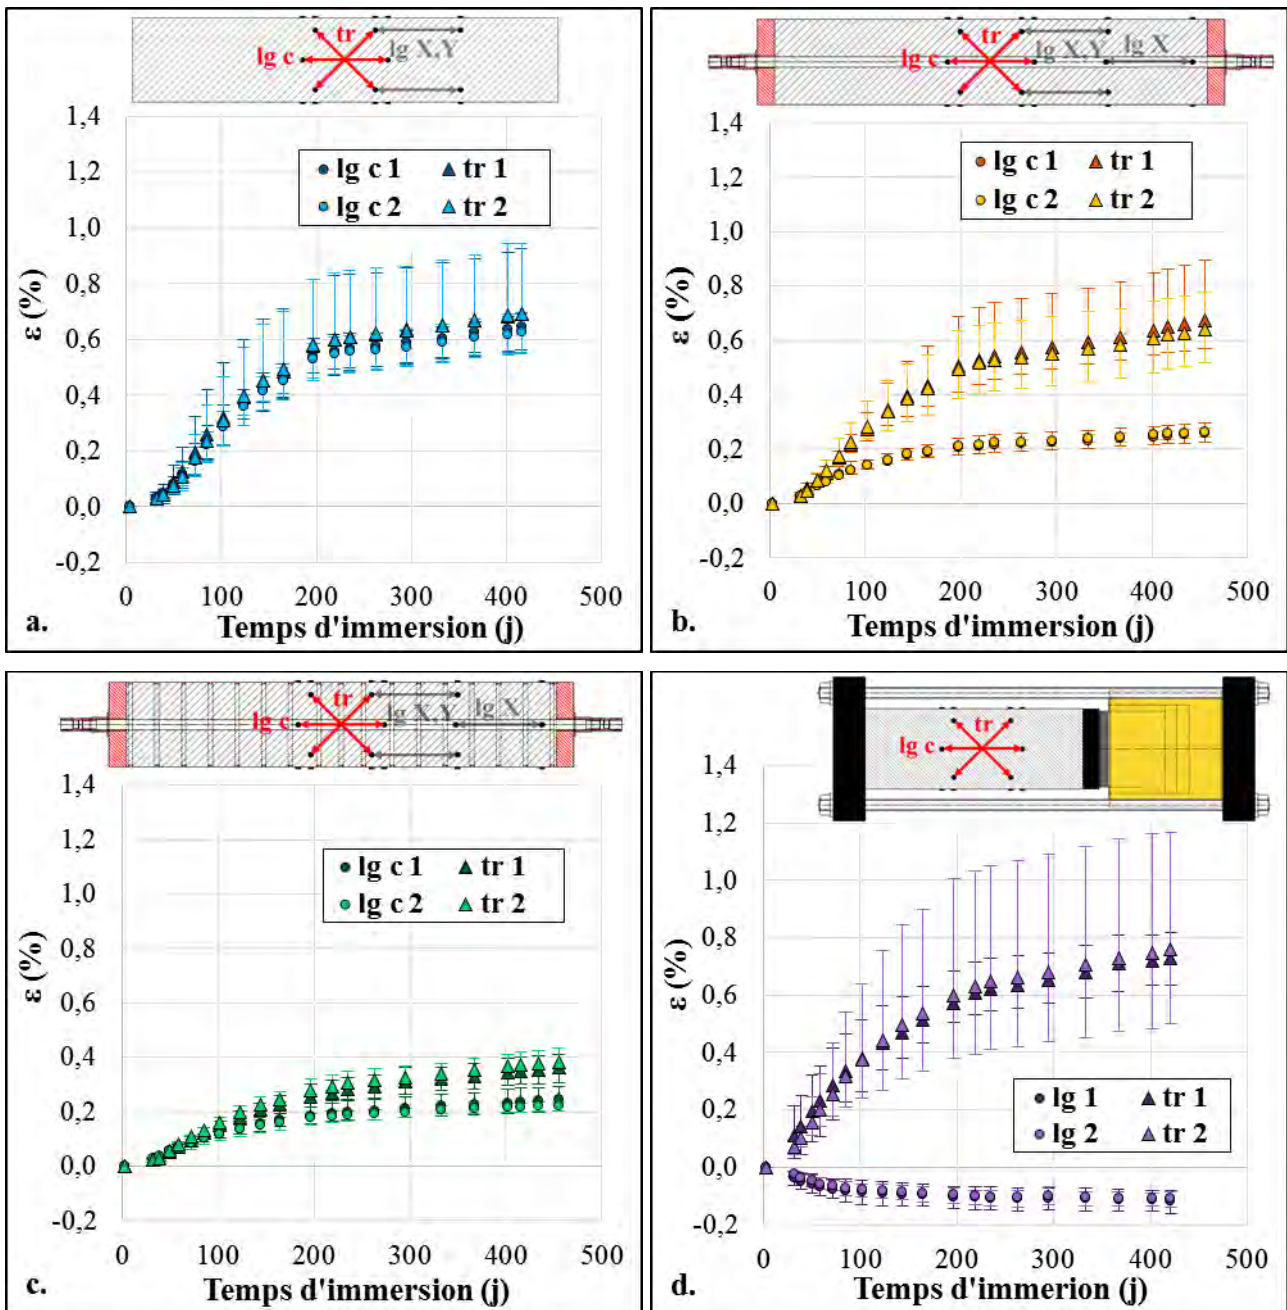 tr
lg c
lg X,Y
1,4
1,2
1,0
0,8
0,6
0,4
0,2
0,0
-0,2
ε (%)
lg c 1 tr 1
lg c 2 tr 2
0 100 200 300 400 500
a. Temps d'immersion (j)
tr
lg c
lg X,Y
lg X
1,4
1,2
1,0
0,8
0,6
0,4
0,2
0,0
-0,2
ε (%)
lg c 1 tr 1
lg c 2 tr 2
0 100 200 300 400 500
b. Temps d'immersion (j)
tr
lg c
lg X,Y
lg X
1,4
1,2
1,0
0,8
0,6
0,4
0,2
0,0
-0,2
ε (%)
lg c 1 tr 1
lg c 2 tr 2
0 100 200 300 400 500
c. Temps d'immersion (j)
tr
lg c
1,4
1,2
1,0
0,8
0,6
0,4
0,2
0,0
-0,2
ε (%)
lg 1 tr 1
lg 2 tr 2
0 100 200 300 400 500
d. Temps d'immersion (j)